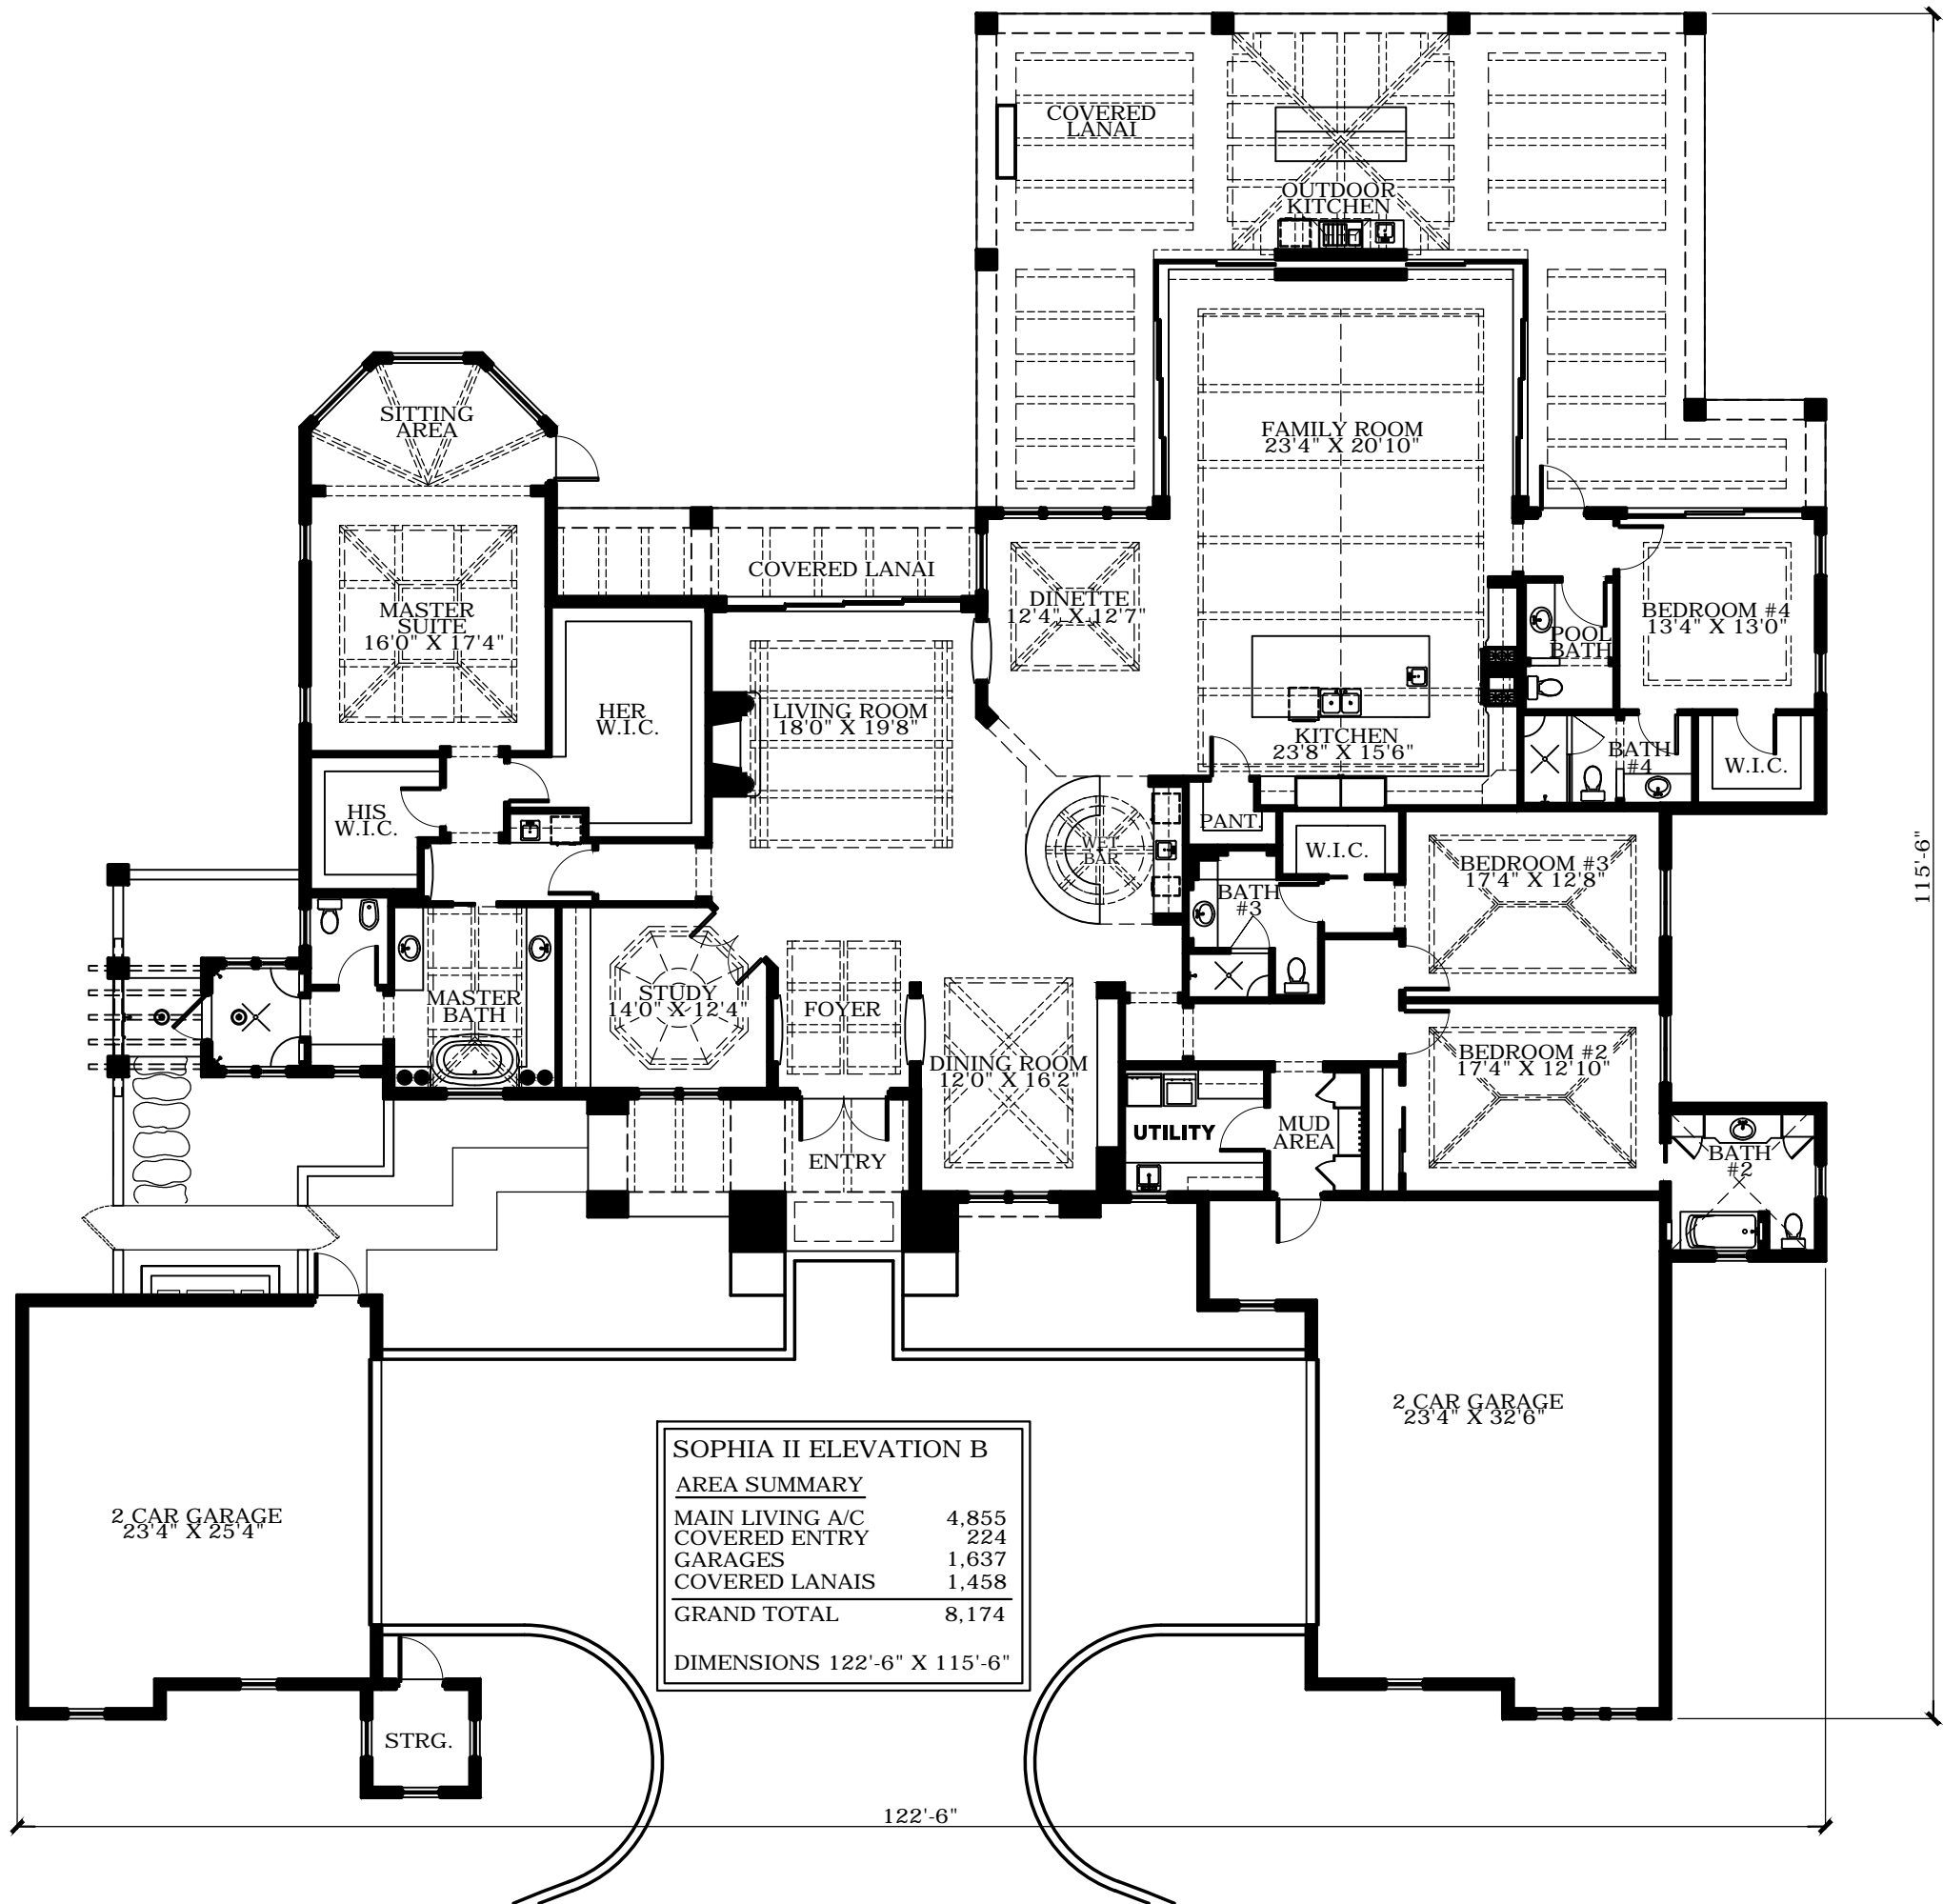 COVERED
LANAI
OUTDOOR
KITCHEN
SITTING
AREA
FAMILY ROOM
23'4" X 20'10"
COVERED LANAI
MASTER
SUITE
16'0" X 17'4"
DINETTE
12'4" X 12'7"
BEDROOM #4
13'4" X 13'0"
POOL
BATH
HER
W.I.C.
LIVING ROOM
18'0" X 19'8"
KITCHEN
23'8" X 15'6"
BATH
#4
W.I.C.
HIS
W.I.C.
PANT.
WET
BAR
W.I.C.
BEDROOM #3
17'4" X 12'8"
BATH
#3
MASTER
BATH
STUDY
14'0" X 12'4"
FOYER
DINING ROOM
12'0" X 16'2"
BEDROOM #2
17'4" X 12'10"
UTILITY
MUD
AREA
ENTRY
BATH
#2
115'-6"
2 CAR GARAGE
23'4" X 32'6"
2 CAR GARAGE
23'4" X 25'4"
SOPHIA II ELEVATION B
AREA SUMMARY
MAIN LIVING A/C 4,855
COVERED ENTRY 224
GARAGES 1,637
COVERED LANAIS 1,458
GRAND TOTAL 8,174
DIMENSIONS 122'-6" X 115'-6"
STRG.
122'-6"